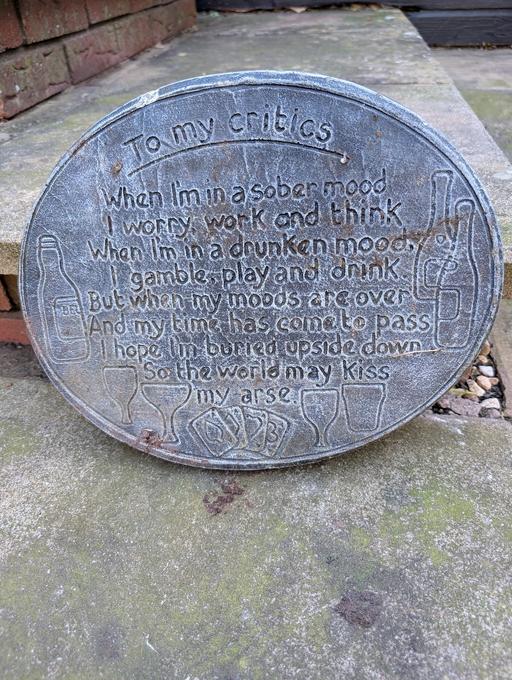 To my critics
When I'm in a sober mood
I worry, work and think
When I'm in a drunken mood,
I gamble, play and drink.
But when my moods are over
And my time has come to pass
I hope I'm buried upside down
So the world may kiss
my arse.